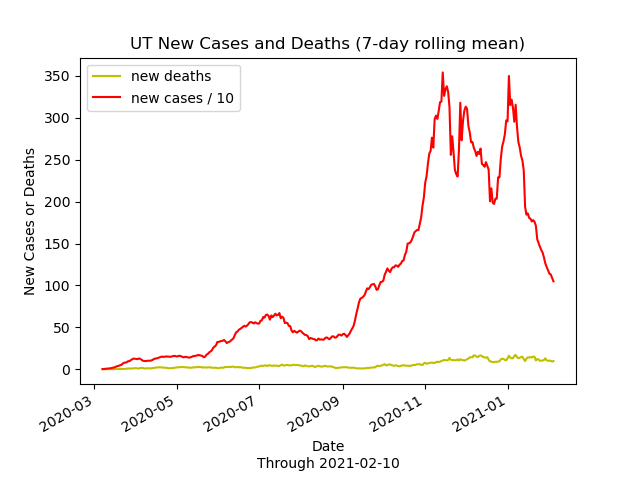 UT New Cases and Deaths (7-day rolling mean)
new deaths
new cases / 10
350
300
250
200
150
100
50
0
New Cases or Deaths
2020-03
2020-05
2020-07
2020-09
2020-11
2021-01
Date
Through 2021-02-10